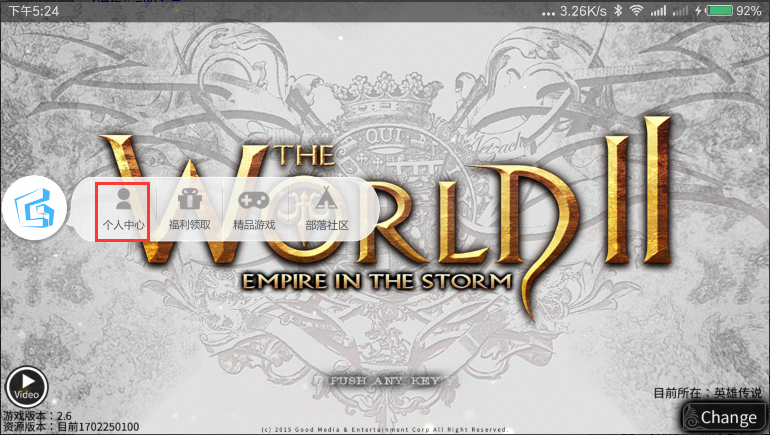 下午5:24
... 3.26K/s 92%
QUI
THE
WORLD II
EMPIRE IN THE STORM
个人中心 福利领取 精品游戏 部落社区
PUSH ANY KEY
Video
目前所在：英雄传说
Change
游戏版本：2.6
资源版本：目前1702250100
(c) 2015 Good Media & Entertainment Corp All Rights Reserved.